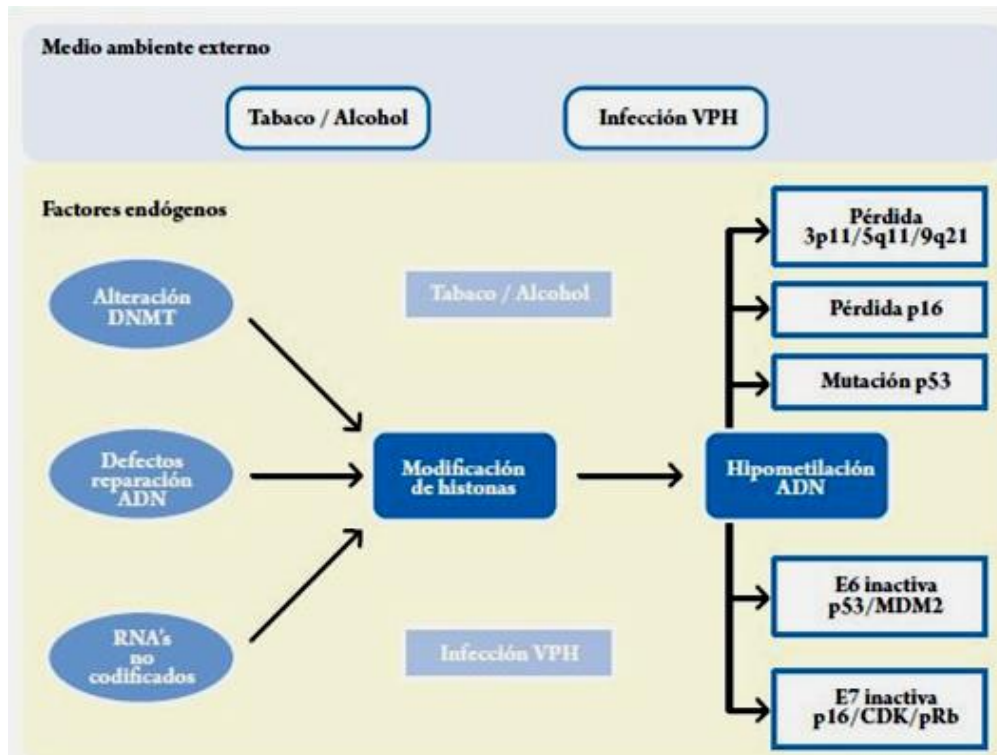 Medio ambiente externo
Tabaco / Alcohol
Infección VPH
Factores endógenos
Pérdida
3p11/5q11/9q21
Alteración
DNMT
Tabaco / Alcohol
Pérdida p16
Mutación p53
Defectos
reparación
ADN
Modificación
de histonas
Hipometilación
ADN
E6 inactiva
p53/MDM2
RNA's
no
codificados
Infección VPH
E7 inactiva
p16/CDK/pRb